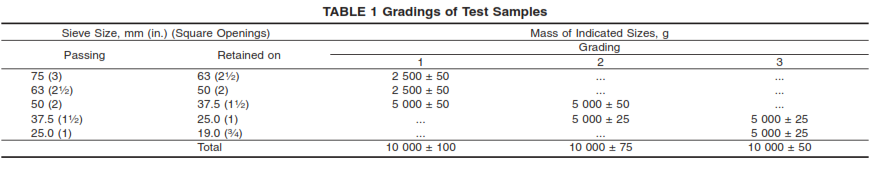 TABLE 1 Gradings of Test Samples
Sieve Size, mm (in.) (Square Openings) Mass of Indicated Sizes, g
Grading
Passing Retained on
1 2 3
75 (3) 63 (2½) 2 500 ± 50 ... ...
63 (2½) 50 (2) 2 500 ± 50 ... ...
50 (2) 37.5 (1½) 5 000 ± 50 5 000 ± 50 ...
37.5 (1½) 25.0 (1) ... 5 000 ± 25 5 000 ± 25
25.0 (1) 19.0 (¾) ... ... 5 000 ± 25
Total 10 000 ± 100 10 000 ± 75 10 000 ± 50